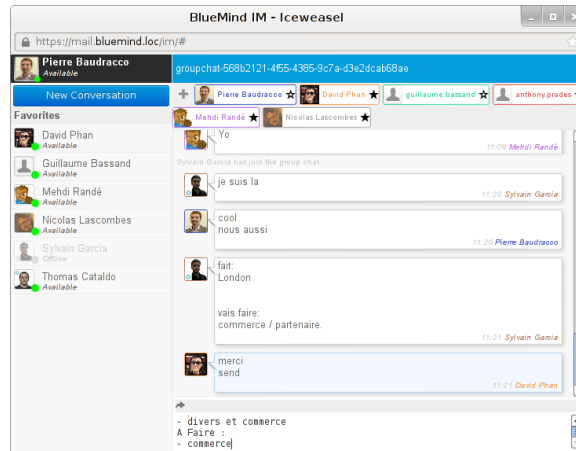 BlueMind IM - Iceweasel
https://mail.bluemind.loc/im/#
Pierre Baudracco
Available
groupchat-568b2121-4f55-4385-9c7a-d3e2dcab68ae
New Conversation
Pierre Baudracco
David Phan
guillaume.bassand
anthony.prades
Mehdi Randé
Nicolas Lascombes
Favorites
David Phan
Available
Guillaume Bassand
Available
Mehdi Randé
Available
Nicolas Lascombes
Available
Sylvain Garcia
Offline
Thomas Cataldo
Available
Yo
11:08 Mehdi Randé
Sylvain Garcia has join the group chat
je suis la
11:20 Sylvain Garcia
cool
nous aussi
11:20 Pierre Baudracco
fait:
London
vais faire:
commerce / partenaire.
11:21 Sylvain Garcia
merci
send
11:21 David Phan
- divers et commerce
A Faire :
- commerce